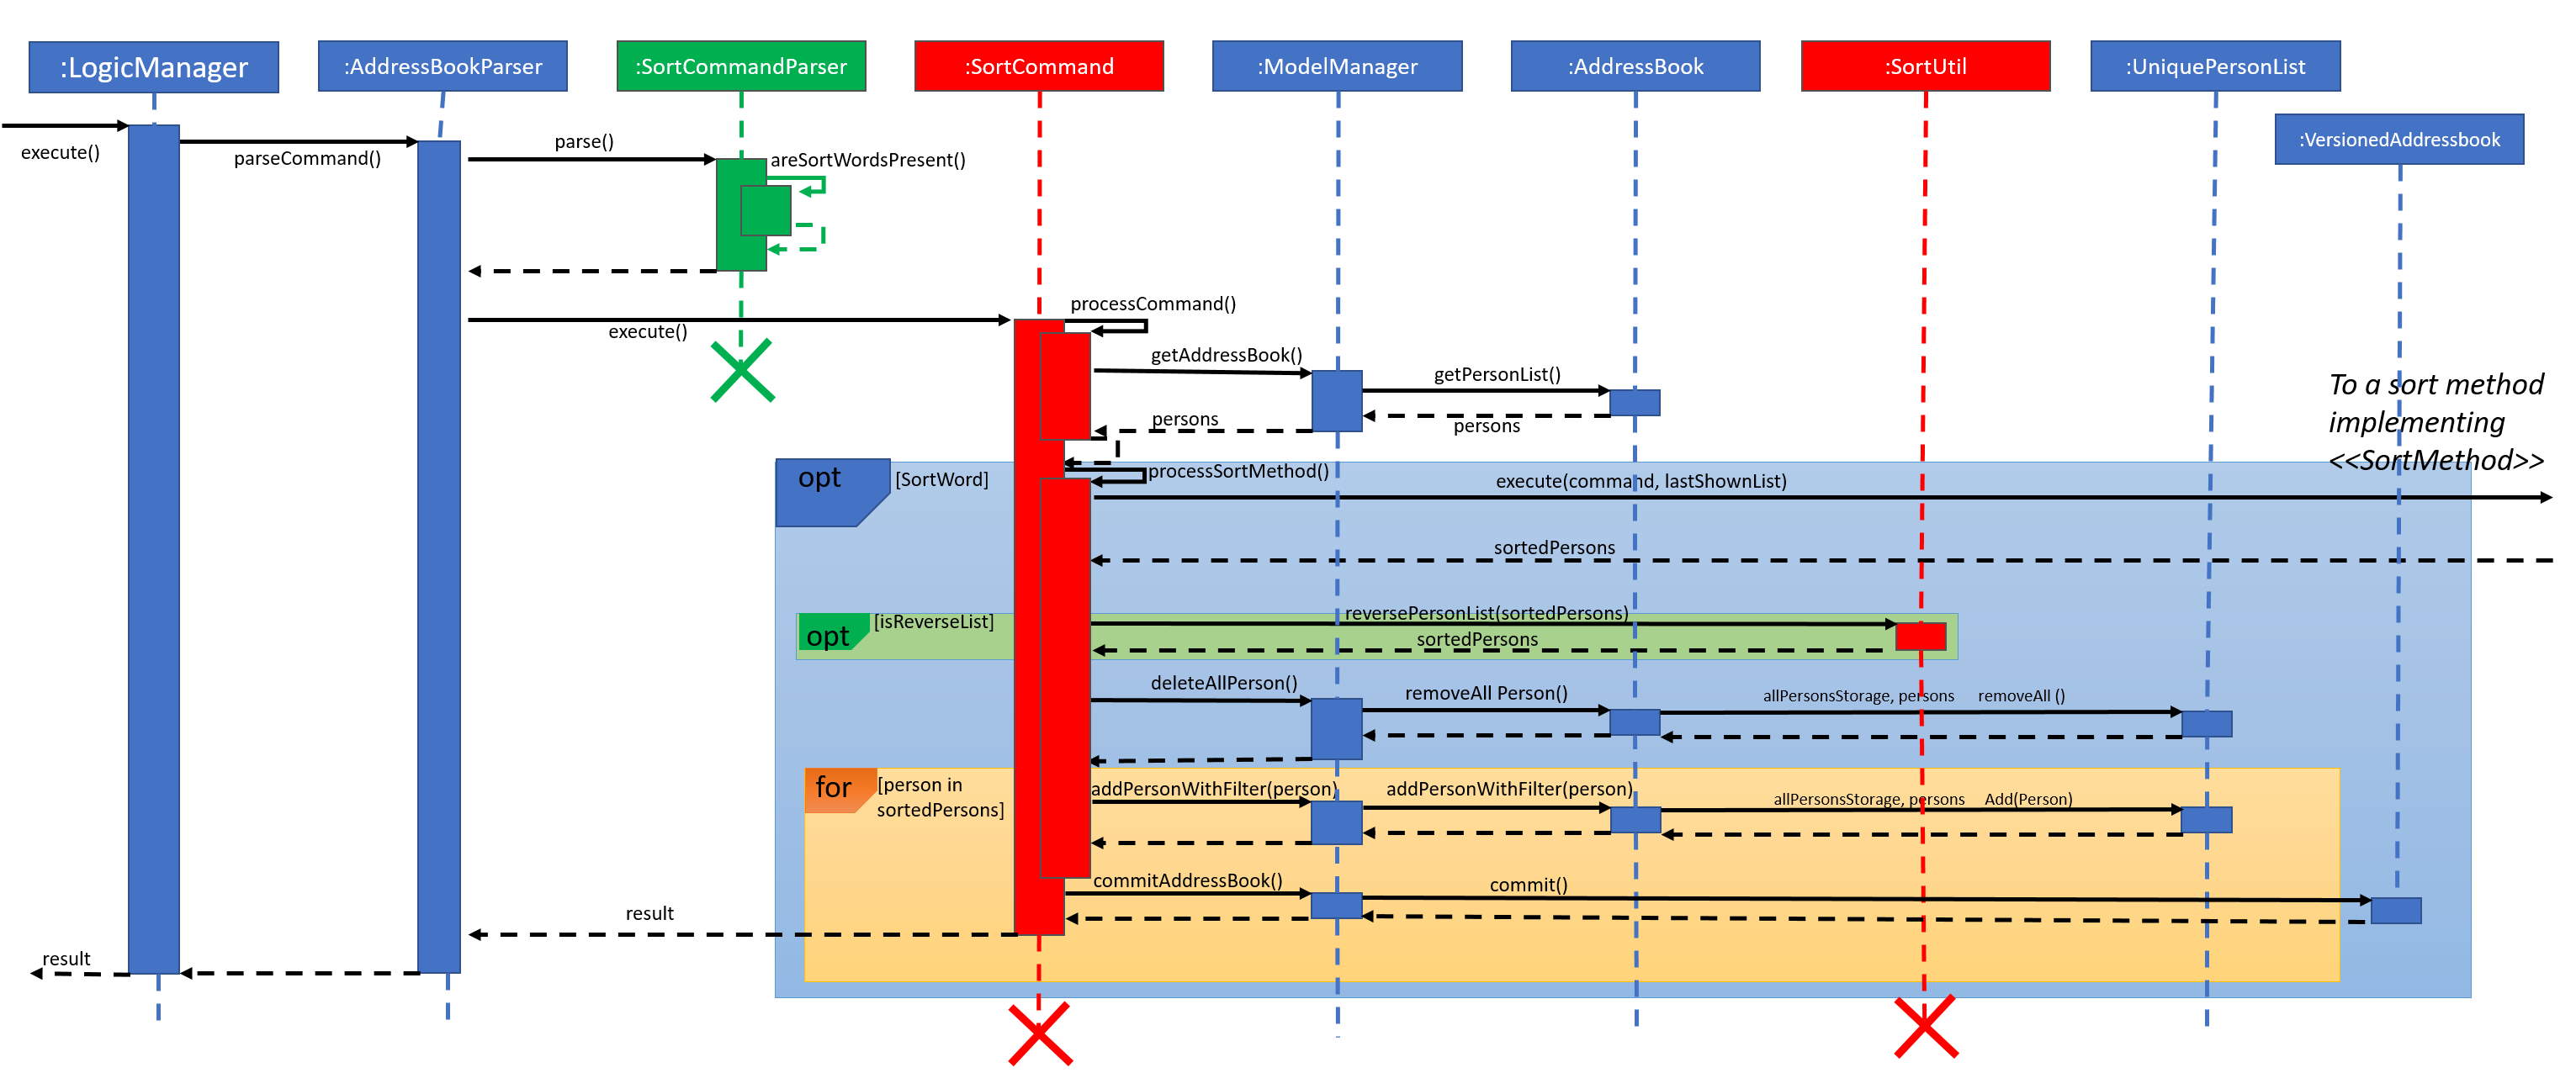 :LogicManager
:AddressBookParser
:SortCommandParser
:SortCommand
:ModelManager
:AddressBook
:SortUtil
:UniquePersonList
:VersionedAddressbook
execute()
parseCommand()
parse()
areSortWordsPresent()
processCommand()
execute()
getAddressBook()
getPersonList()
persons
persons
To a sort method
implementing
<<SortMethod>>
opt
[SortWord]
processSortMethod()
execute(command, lastShownList)
sortedPersons
opt
[isReverseList]
reversePersonList(sortedPersons)
sortedPersons
deleteAllPerson()
removeAll Person()
allPersonsStorage, persons removeAll ()
for
[person in
sortedPersons]
addPersonWithFilter(person)
addPersonWithFilter(person)
allPersonsStorage, persons Add(Person)
commitAddressBook()
commit()
result
result